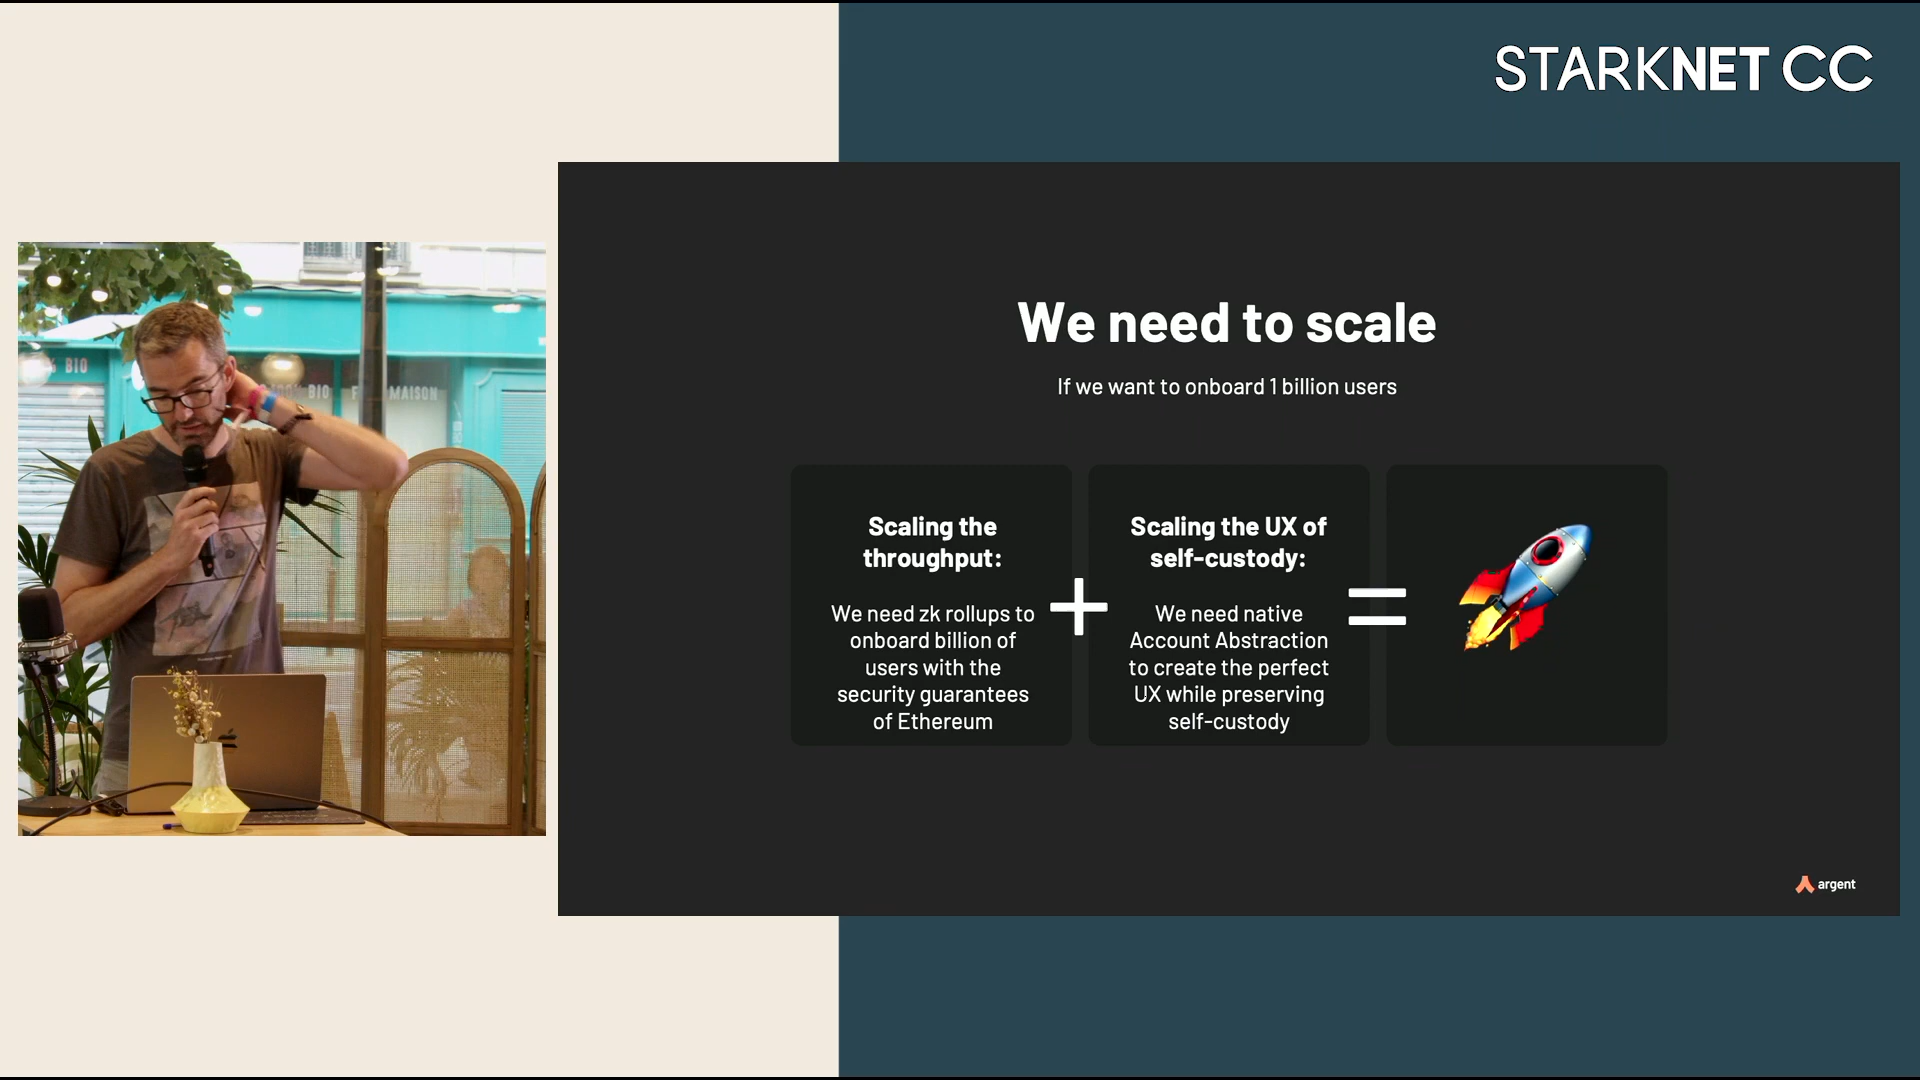 STARKNET CC
We need to scale
If we want to onboard 1 billion users
Scaling the
throughput:
We need zk rollups to
onboard billion of
users with the
security guarantees
of Ethereum
+
Scaling the UX of
self-custody:
We need native
Account Abstraction
to create the perfect
UX while preserving
self-custody
=
argent
BIO
BIO
MAISON